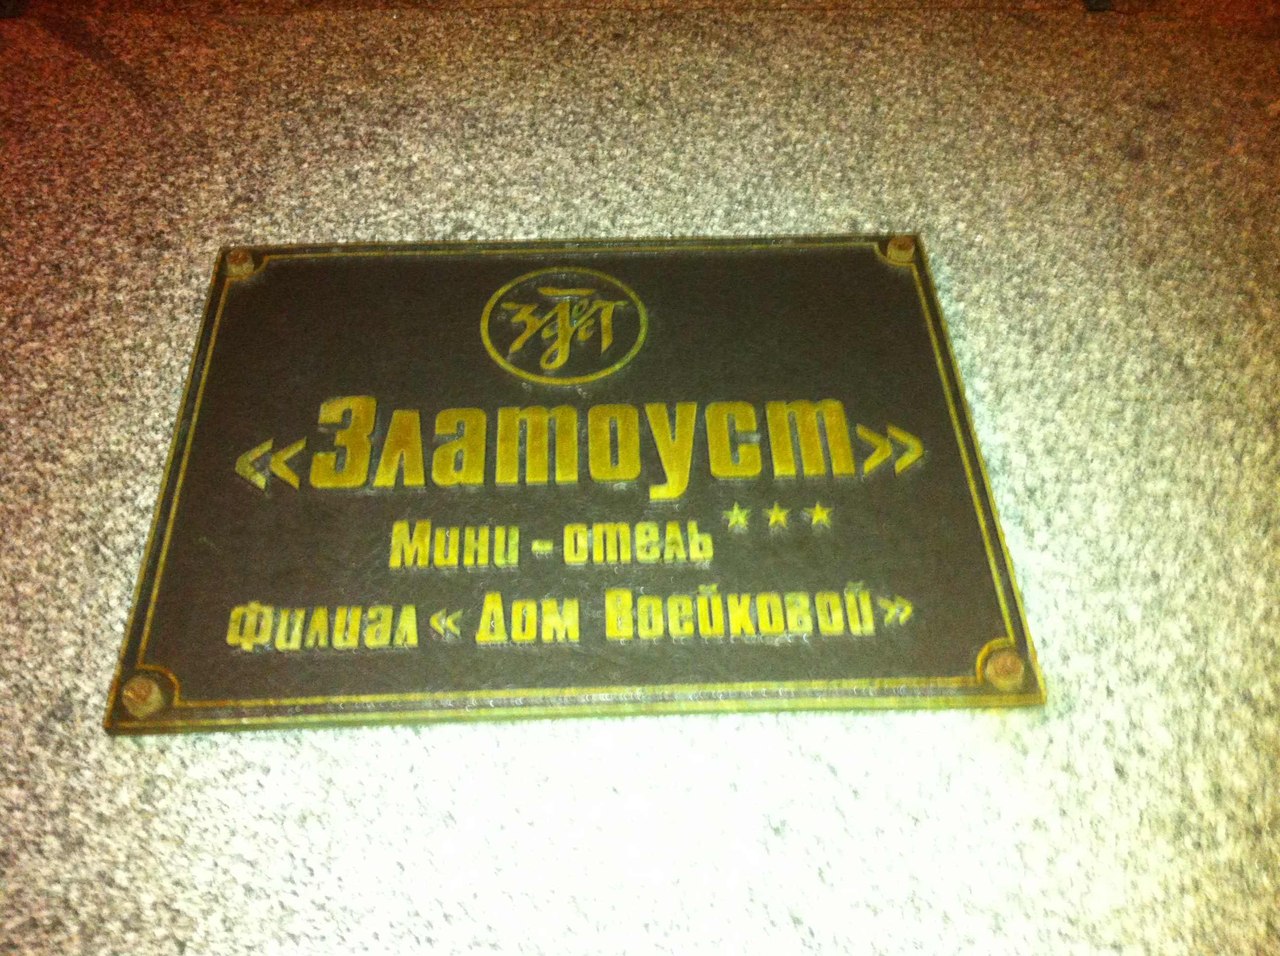 «Златоуст»
Мини - отель ★★★
Филиал « Дом Воейковой»